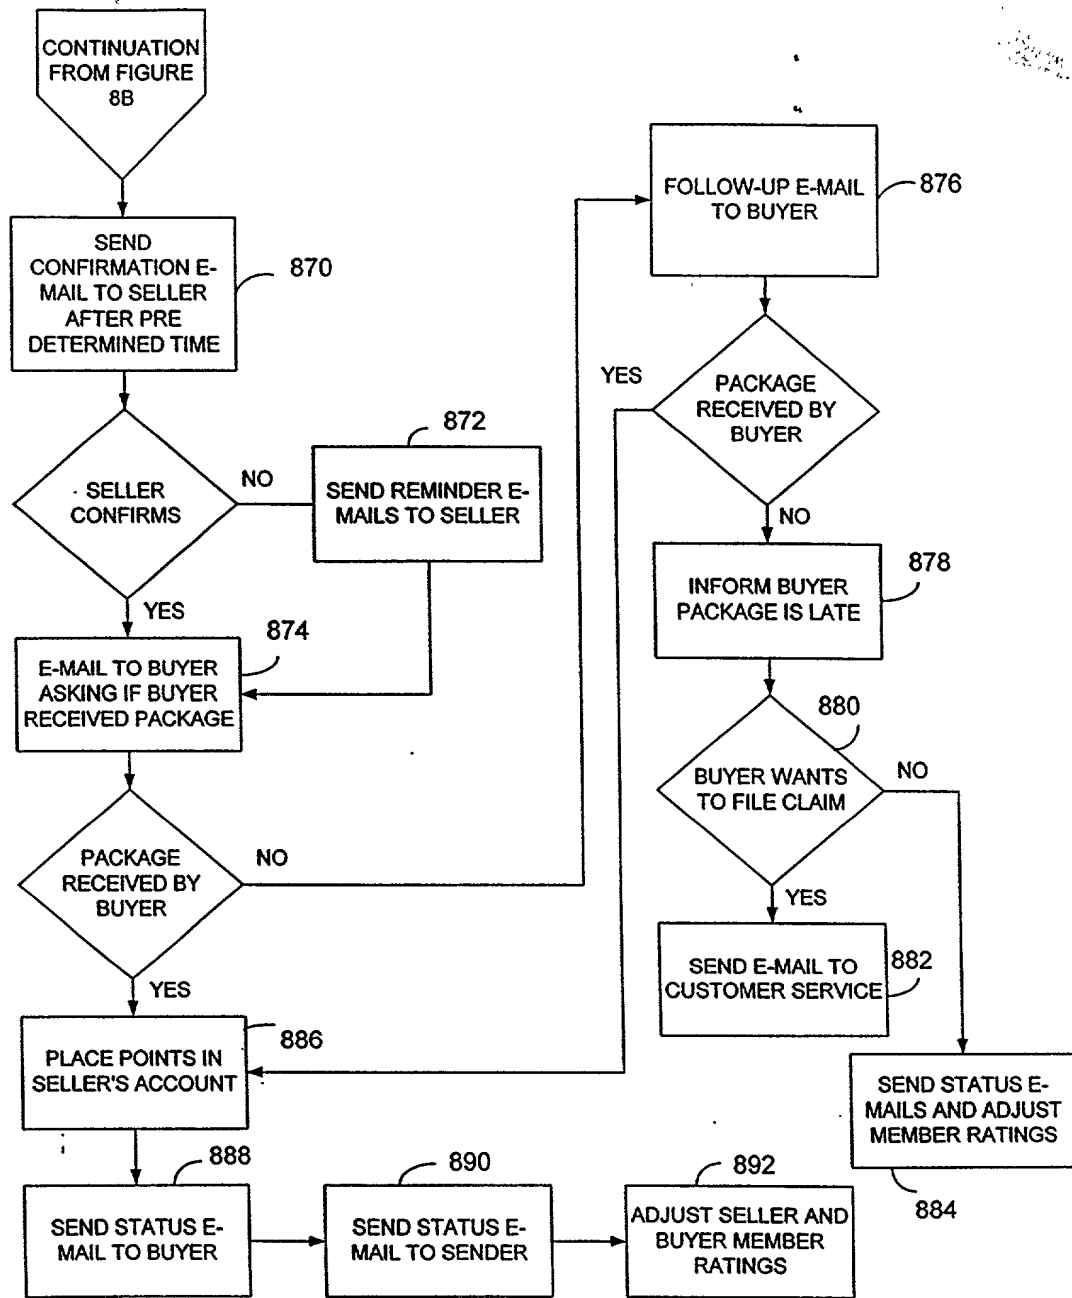 CONTINUATION
FROM FIGURE
8B
SEND
CONFIRMATION E-
MAIL TO SELLER
AFTER PRE
DETERMINED TIME
870
SELLER
CONFIRMS
NO
872
SEND REMINDER E-
MAILS TO SELLER
YES
874
E-MAIL TO BUYER
ASKING IF BUYER
RECEIVED PACKAGE
PACKAGE
RECEIVED BY
BUYER
NO
YES
886
PLACE POINTS IN
SELLER'S ACCOUNT
888
SEND STATUS E-
MAIL TO BUYER
890
SEND STATUS E-
MAIL TO SENDER
892
ADJUST SELLER AND
BUYER MEMBER
RATINGS
FOLLOW-UP E-MAIL
TO BUYER
876
YES
PACKAGE
RECEIVED BY
BUYER
NO
878
INFORM BUYER
PACKAGE IS LATE
880
BUYER WANTS
TO FILE CLAIM
NO
YES
SEND E-MAIL TO
CUSTOMER SERVICE
882
SEND STATUS E-
MAILS AND ADJUST
MEMBER RATINGS
884